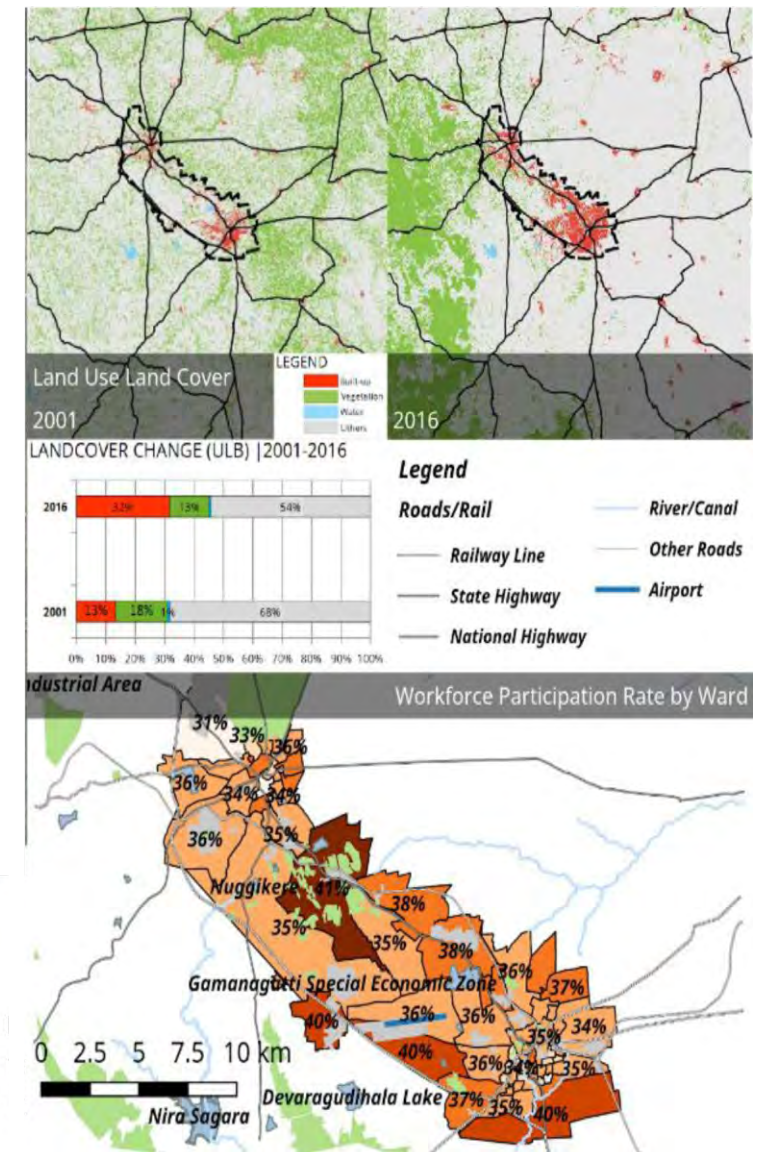 Land Use Land Cover
2001
LEGEND
Built-up
Vegetation
Water
Others
2016
LANDCOVER CHANGE (ULB) |2001-2016
2016
32%
13%
54%
2001
13%
18%
1%
68%
0% 10% 20% 30% 40% 50% 60% 70% 80% 90% 100%
Legend
Roads/Rail
Railway Line
State Highway
National Highway
River/Canal
Other Roads
Airport
ndustrial Area
Workforce Participation Rate by Ward
31%
33%
36%
36%
34%
34%
36%
35%
Nuggikere
41%
38%
35%
35%
38%
36%
Gamanagutti Special Economic Zone
37%
40%
36%
36%
35%
34%
40%
36%
34%
35%
0 2.5 5 7.5 10 km
Devaragudihala Lake
37%
35%
40%
Nira Sagara